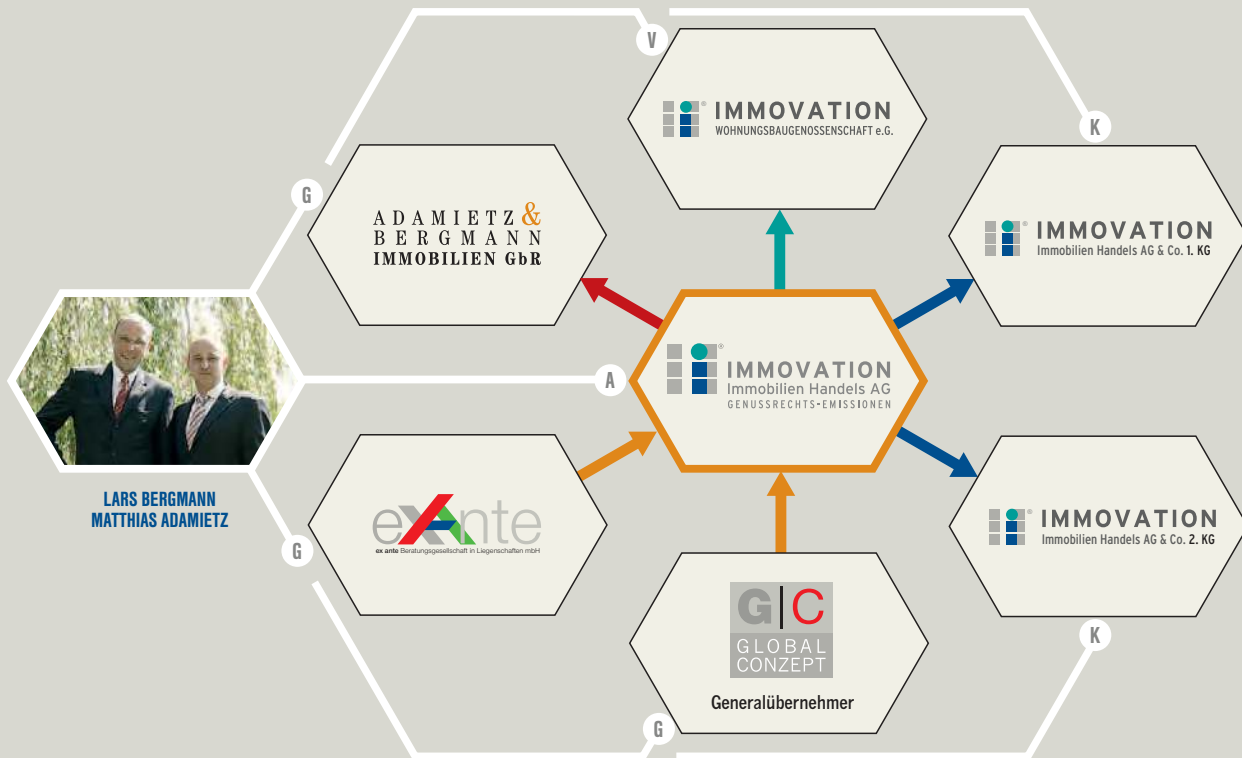 V
IMMOVATION®
WOHNUNGSBAUGENOSSENSCHAFT e.G.
K
G
ADAMIETZ &
BERGMANN
IMMOBILIEN GbR
IMMOVATION®
Immobilien Handels AG & Co. 1. KG
A
IMMOVATION®
Immobilien Handels AG
GENUSSRECHTS-EMISSIONEN
LARS BERGMANN
MATTHIAS ADAMIETZ
G
exAnte
ex ante Beratungsgesellschaft in Liegenschaften mbH
IMMOVATION®
Immobilien Handels AG & Co. 2. KG
G|C
GLOBAL
CONZEPT
Generalübernehmer
K
G